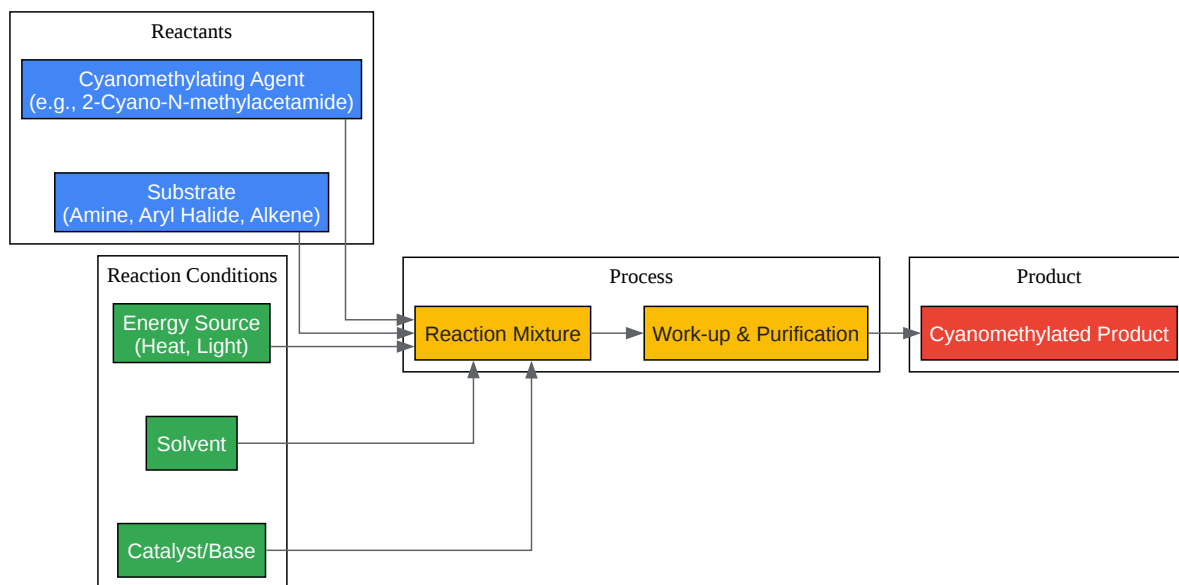 Reactants
Cyanomethylating Agent
(e.g., 2-Cyano-N-methylacetamide)
Substrate
(Amine, Aryl Halide, Alkene)
Reaction Conditions
Energy Source
(Heat, Light)
Solvent
Catalyst/Base
Process
Reaction Mixture
Work-up & Purification
Product
Cyanomethylated Product